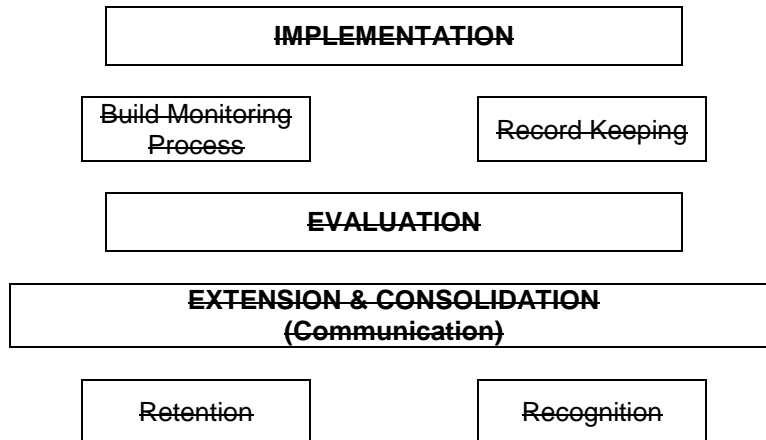 IMPLEMENTATION
Build Monitoring
Process
Record Keeping
EVALUATION
EXTENSION & CONSOLIDATION
(Communication)
Retention
Recognition